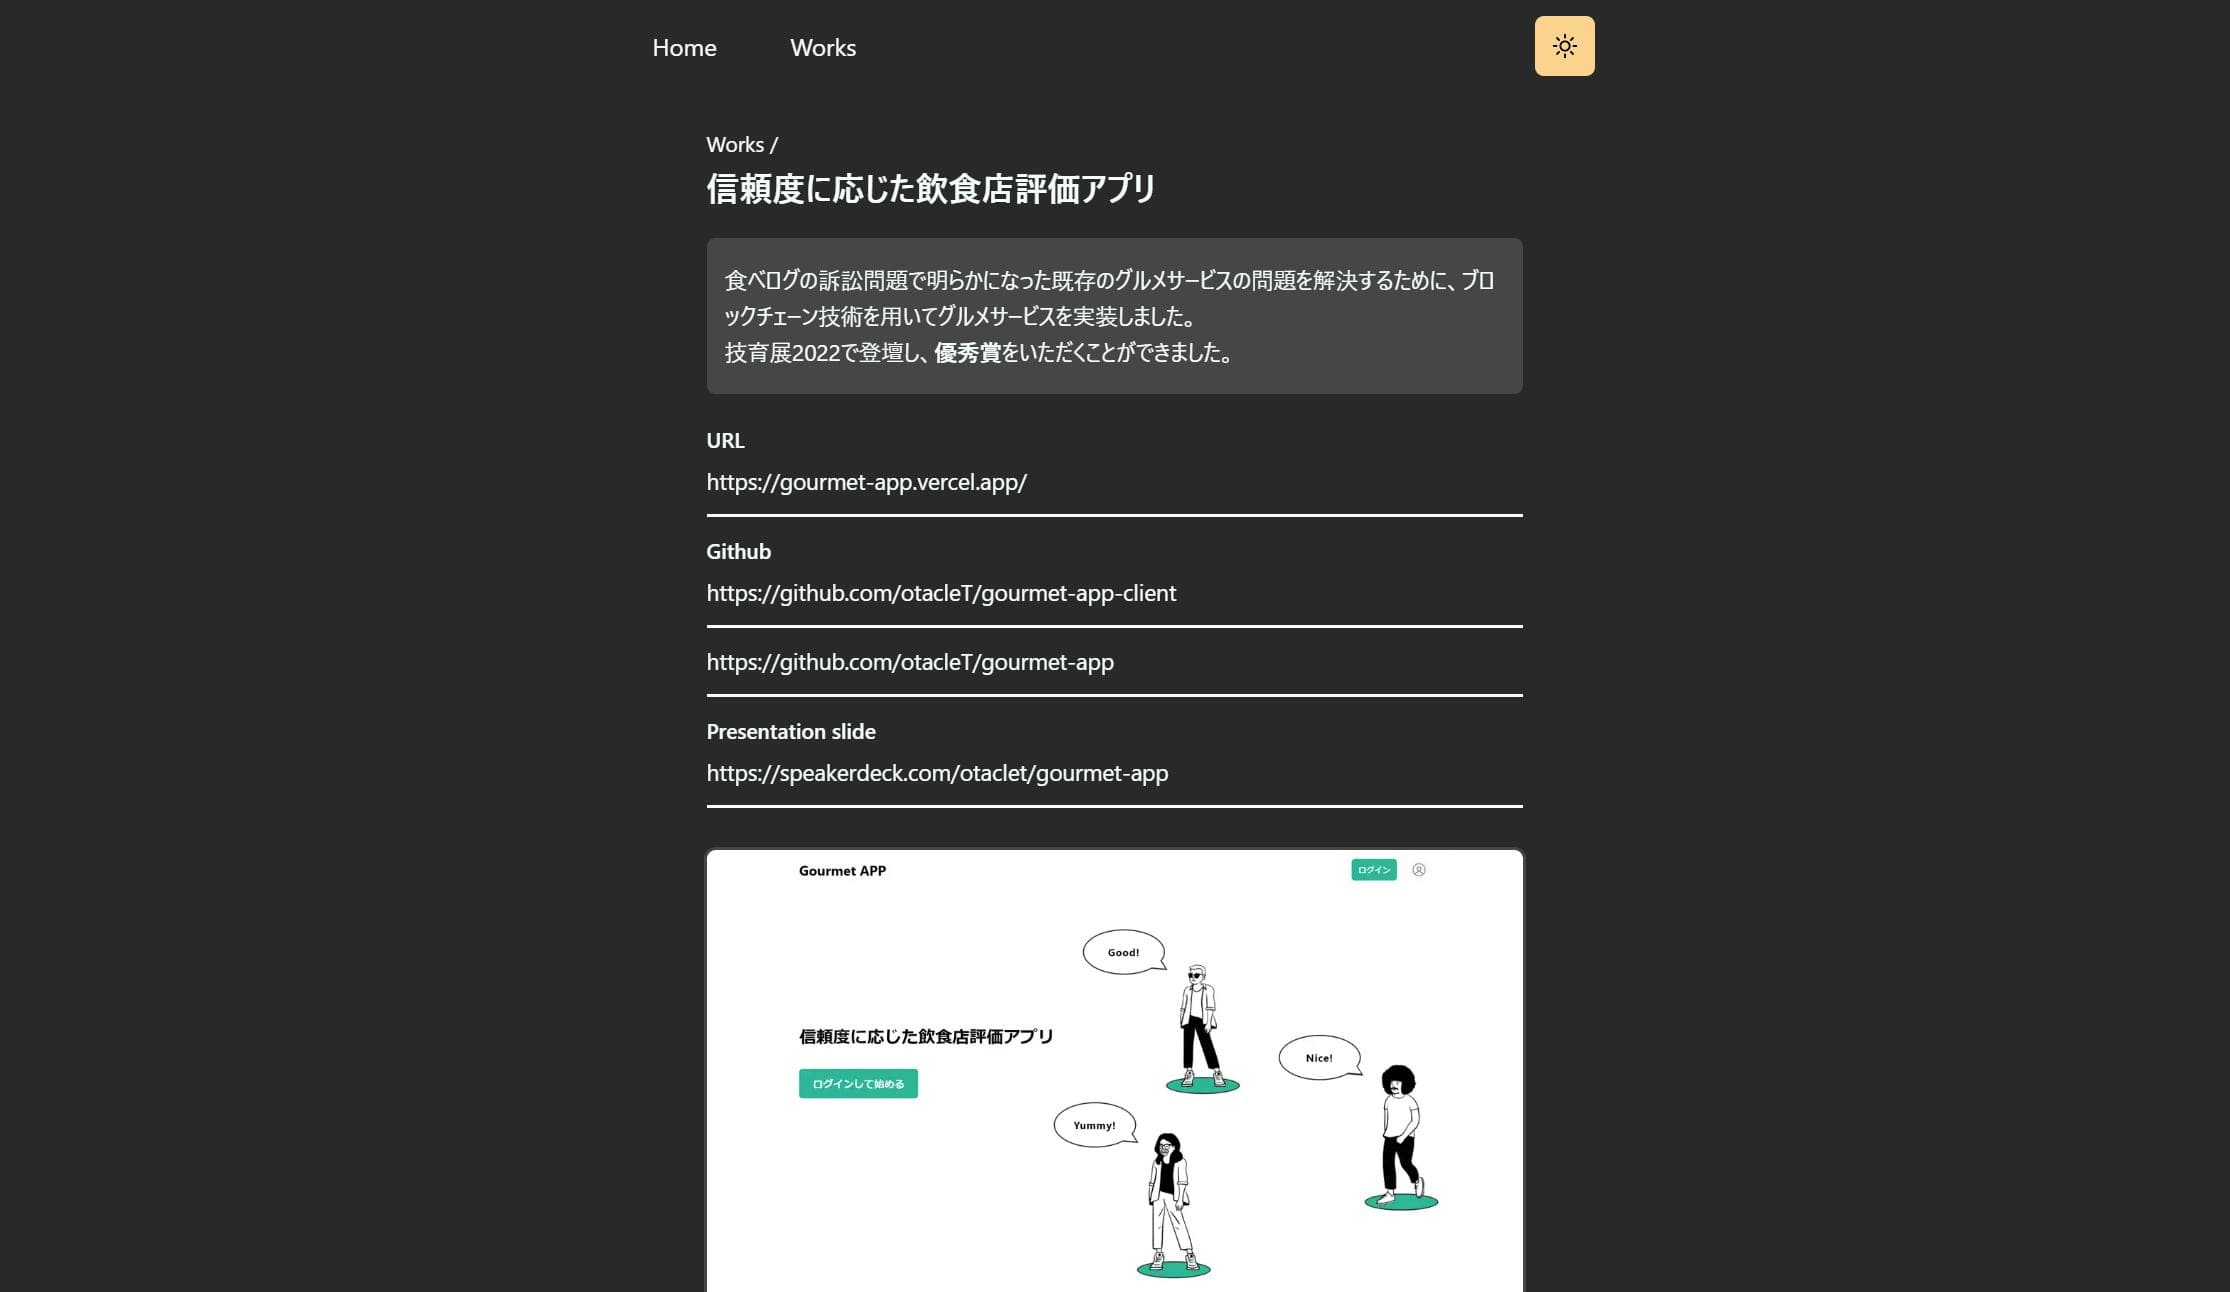 Home Works
Works /
信頼度に応じた飲食店評価アプリ
食べログの訴訟問題で明らかになった既存のグルメサービスの問題を解決するために、ブロ
ックチェーン技術を用いてグルメサービスを実装しました。
技育展2022で登壇し、優秀賞をいただくことができました。
URL
https://gourmet-app.vercel.app/
Github
https://github.com/otacleT/gourmet-app-client
https://github.com/otacleT/gourmet-app
Presentation slide
https://speakerdeck.com/otaclet/gourmet-app
Gourmet APP ログイン
Good!
信頼度に応じた飲食店評価アプリ
ログインして始める
Nice!
Yummy!